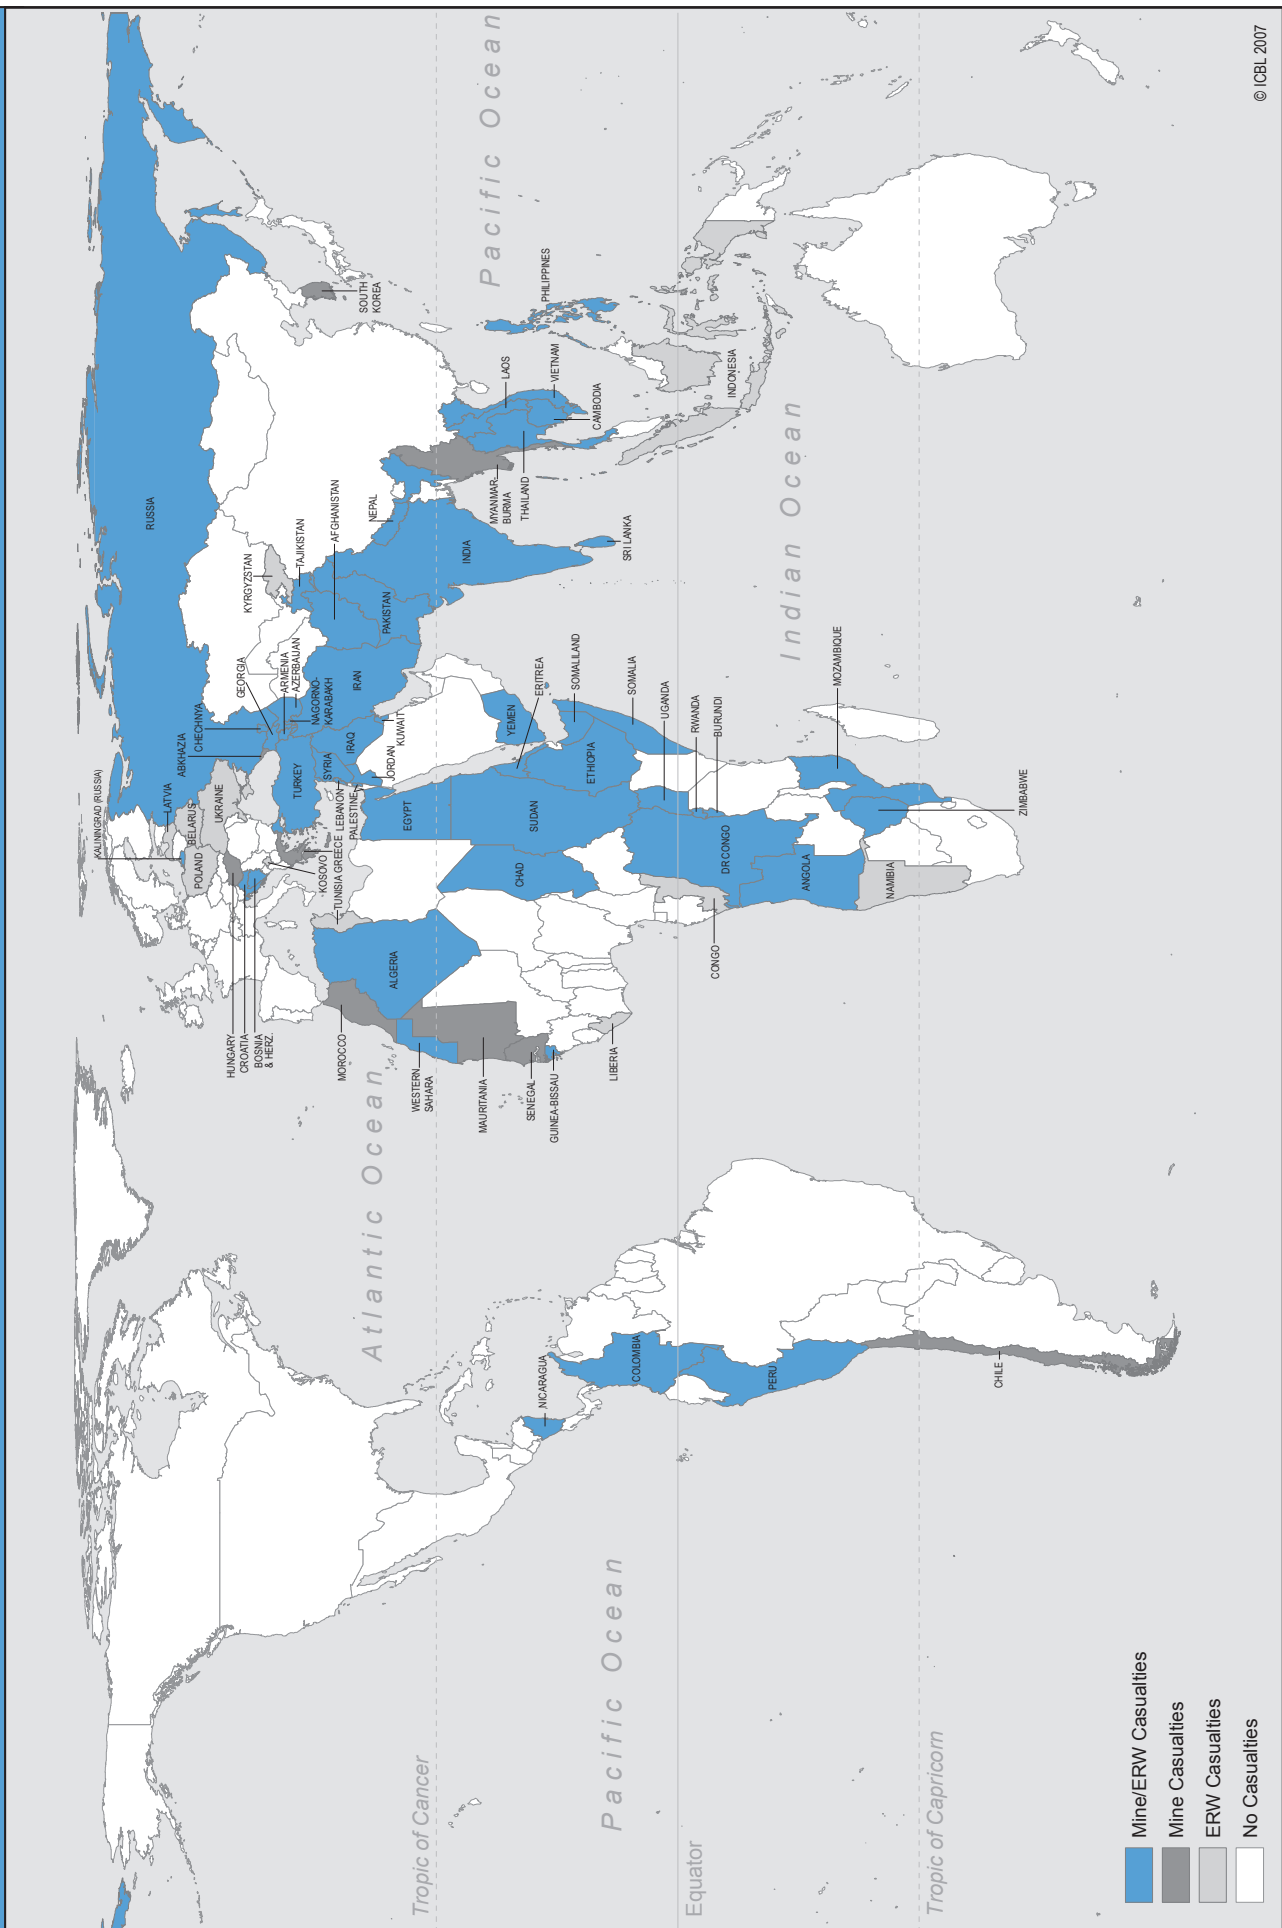 Pacific Ocean
Atlantic Ocean
Pacific Ocean
Indian Ocean
Tropic of Cancer
Equator
Tropic of Capricorn
RUSSIA
KALININGRAD (RUSSIA)
LATVIA
BELARUS
POLAND
UKRAINE
ABKHAZIA
CHECHNYA
GEORGIA
ARMENIA
AZERBAIJAN
NAGORNO-
KARABAKH
KYRGYZSTAN
TAJIKISTAN
AFGHANISTAN
NEPAL
PAKISTAN
INDIA
SRI LANKA
MYANMAR-
BURMA
THAILAND
LAOS
VIETNAM
CAMBODIA
PHILIPPINES
INDONESIA
SOUTH
KOREA
TURKEY
SYRIA
IRAQ
IRAN
KUWAIT
JORDAN
LEBANON
PALESTINE
GREECE
KOSOVO
TUNISIA
HUNGARY
CROATIA
BOSNIA
& HERZ.
MOROCCO
ALGERIA
WESTERN
SAHARA
MAURITANIA
SENEGAL
GUINEA-BISSAU
LIBERIA
EGYPT
SUDAN
CHAD
YEMEN
ERITREA
ETHIOPIA
SOMALILAND
SOMALIA
UGANDA
RWANDA
BURUNDI
DR CONGO
CONGO
ANGOLA
NAMIBIA
MOZAMBIQUE
ZIMBABWE
NICARAGUA
COLOMBIA
PERU
CHILE
Mine/ERW Casualties
Mine Casualties
ERW Casualties
No Casualties
© ICBL 2007